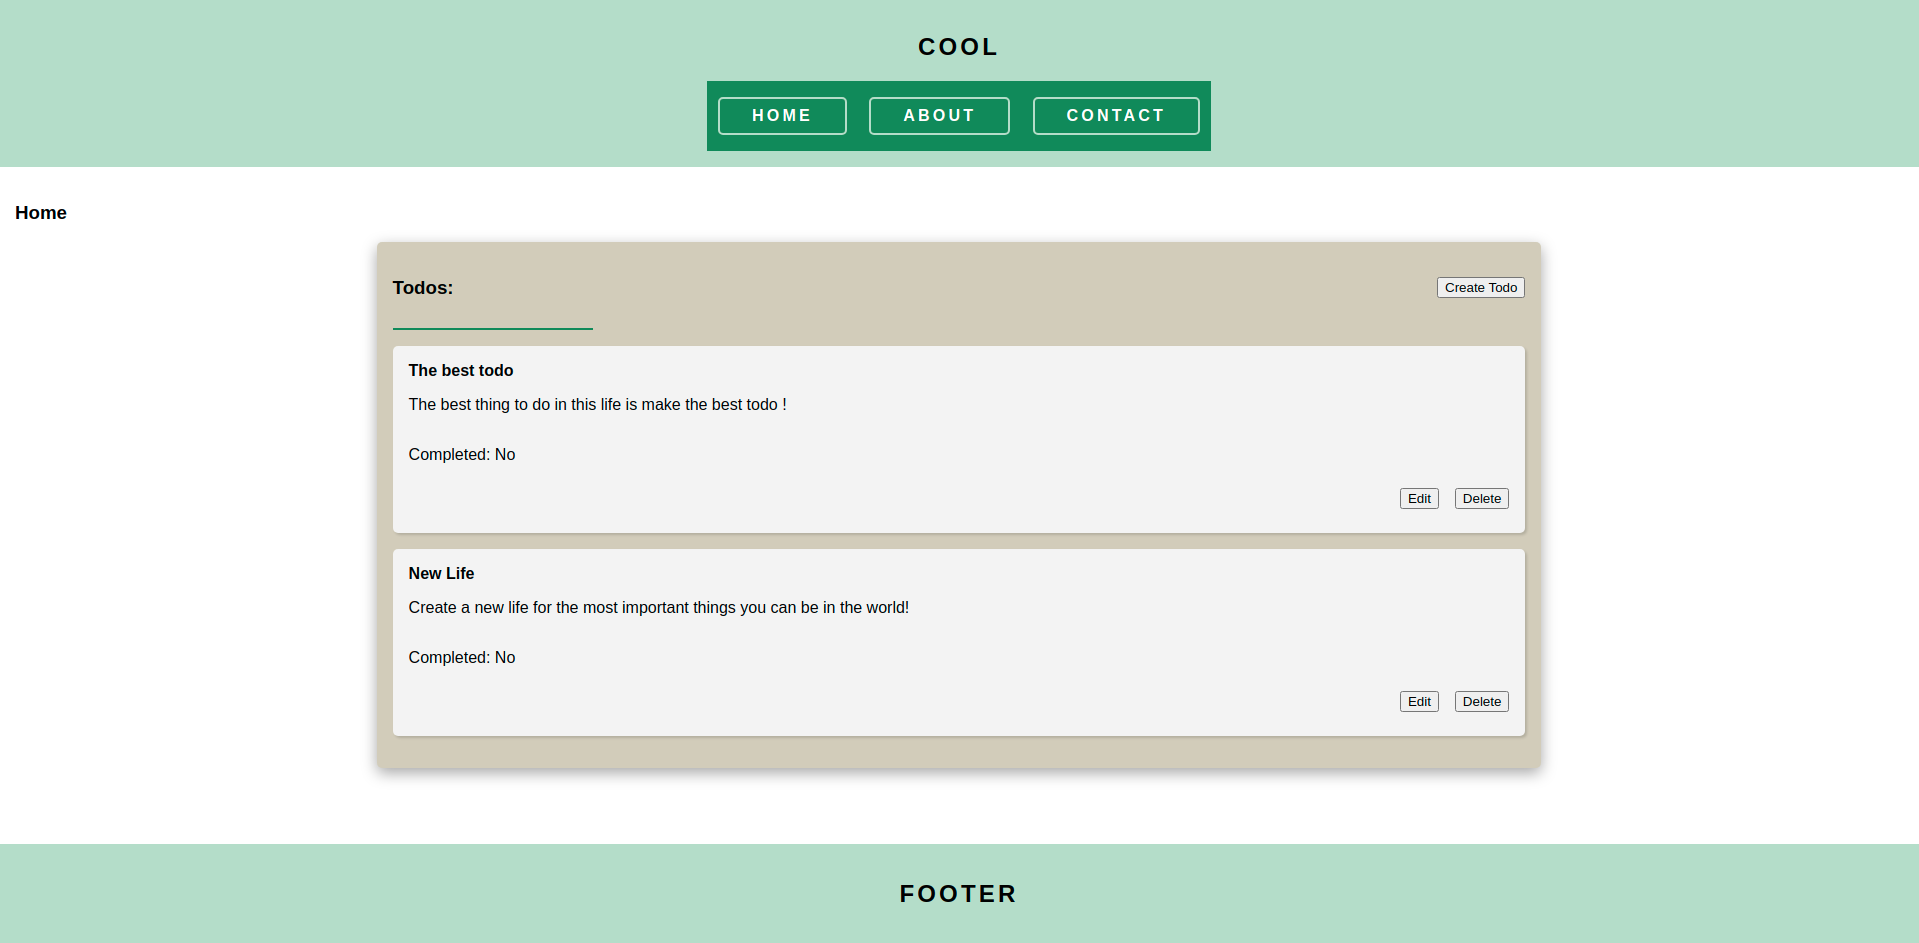 COOL
HOME ABOUT CONTACT
Home
Todos: Create Todo
The best todo
The best thing to do in this life is make the best todo !
Completed: No
Edit Delete
New Life
Create a new life for the most important things you can be in the world!
Completed: No
Edit Delete
FOOTER